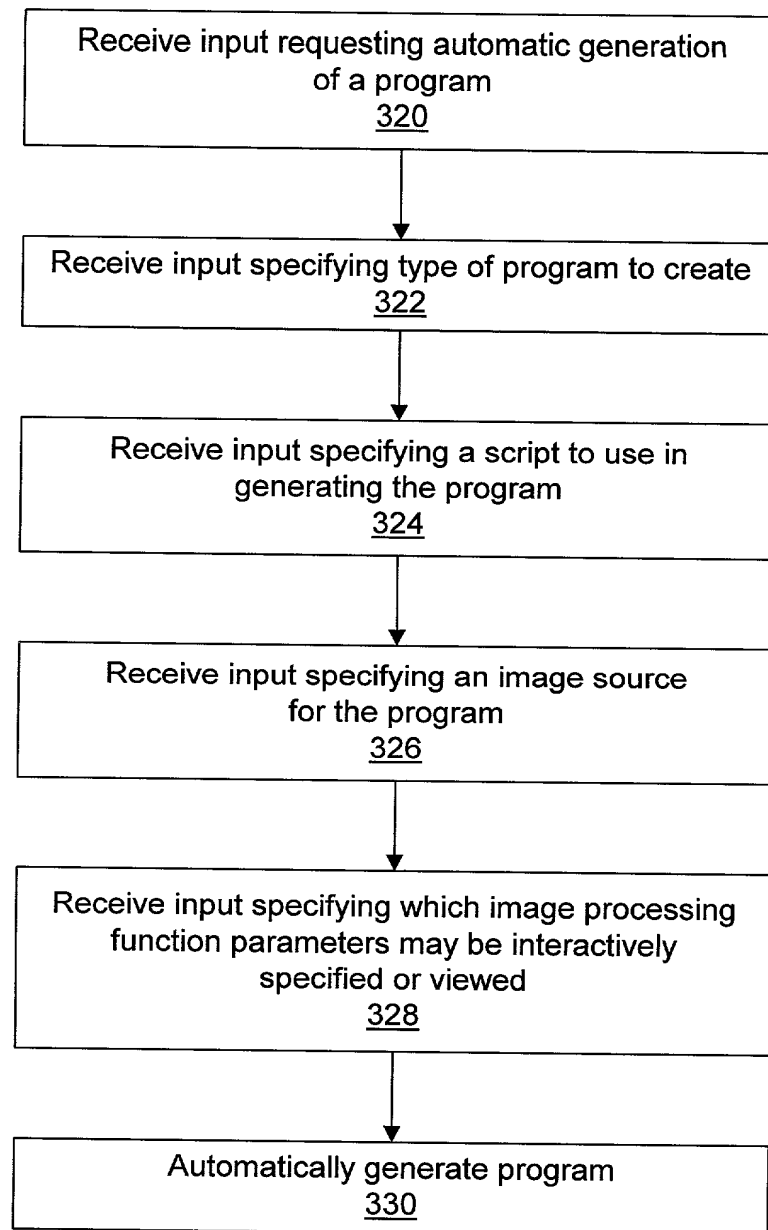 Receive input requesting automatic generation
of a program
320
Receive input specifying type of program to create
322
Receive input specifying a script to use in
generating the program
324
Receive input specifying an image source
for the program
326
Receive input specifying which image processing
function parameters may be interactively
specified or viewed
328
Automatically generate program
330